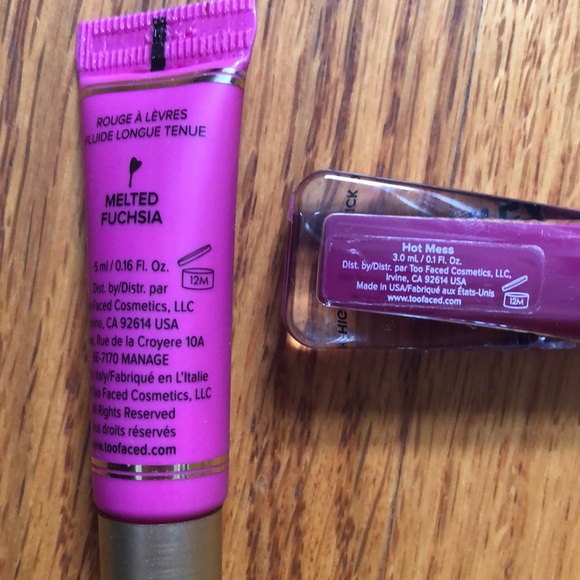 ROUGE À LÈVRES
FLUIDE LONGUE TENUE
MELTED
FUCHSIA
5 ml / 0.16 Fl. Oz.
12M
Dist. by/Distr. par
Faced Cosmetics, LLC
CA 92614 USA
Rue de la Croyere 10A
7170 MANAGE
Italy/Fabriqué en L'Italie
Too Faced Cosmetics, LLC
Rights Reserved
droits réservés
www.toofaced.com
Hot Mess
3.0 mL / 0.1 Fl. Oz.
Dist. by/Distr. par Too Faced Cosmetics, LLC,
Irvine, CA 92614 USA
Made in USA/Fabriqué aux États-Unis
www.toofaced.com
12M